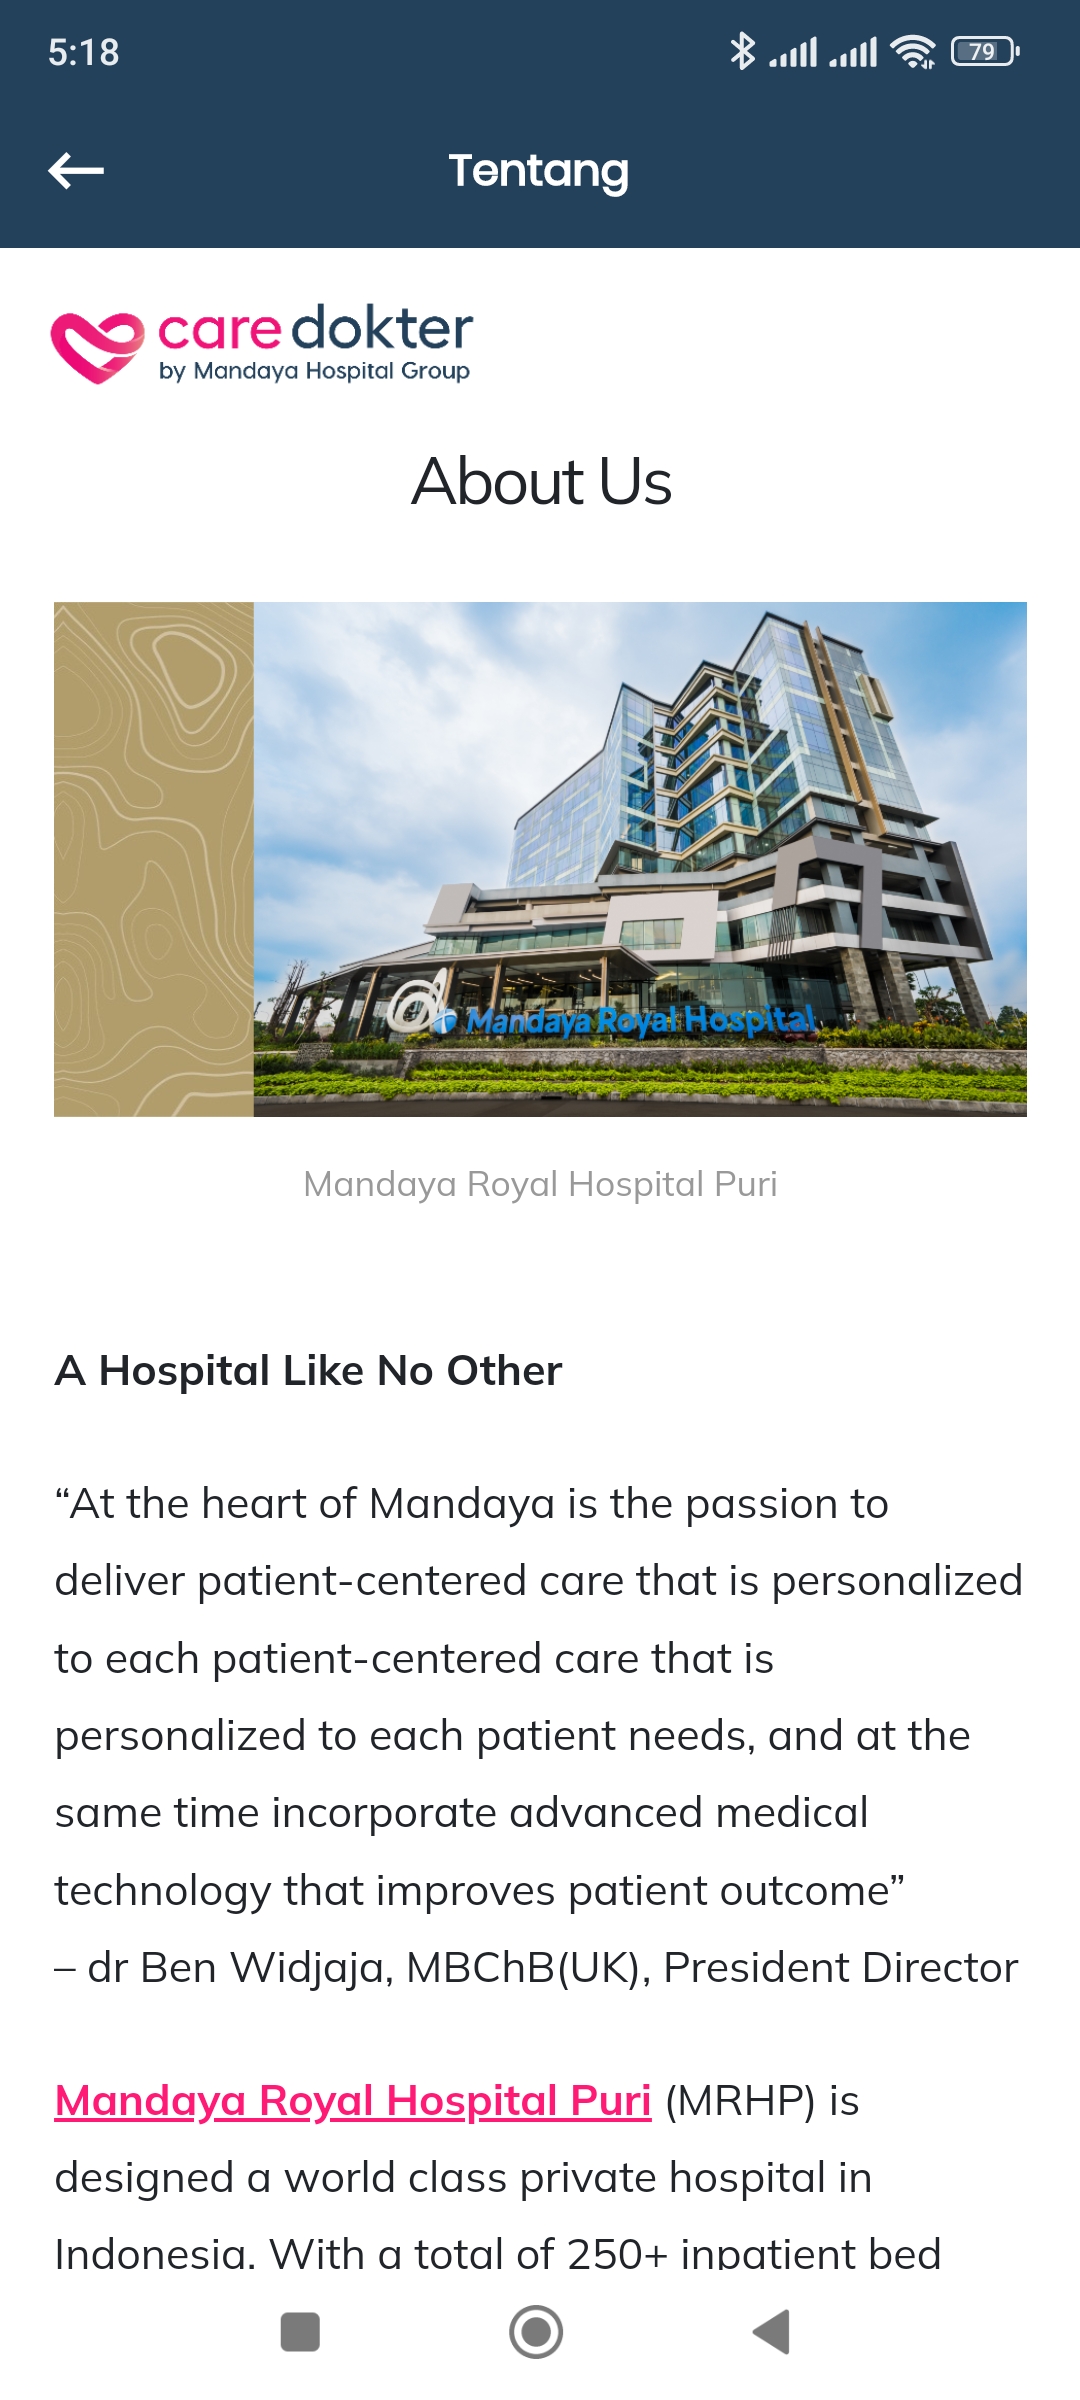 5:18
79
Tentang
care dokter
by Mandaya Hospital Group
About Us
Mandaya Royal Hospital
Mandaya Royal Hospital Puri
A Hospital Like No Other
“At the heart of Mandaya is the passion to
deliver patient-centered care that is personalized
to each patient-centered care that is
personalized to each patient needs, and at the
same time incorporate advanced medical
technology that improves patient outcome”
– dr Ben Widjaja, MBChB(UK), President Director
Mandaya Royal Hospital Puri (MRHP) is
designed a world class private hospital in
Indonesia. With a total of 250+ inpatient bed